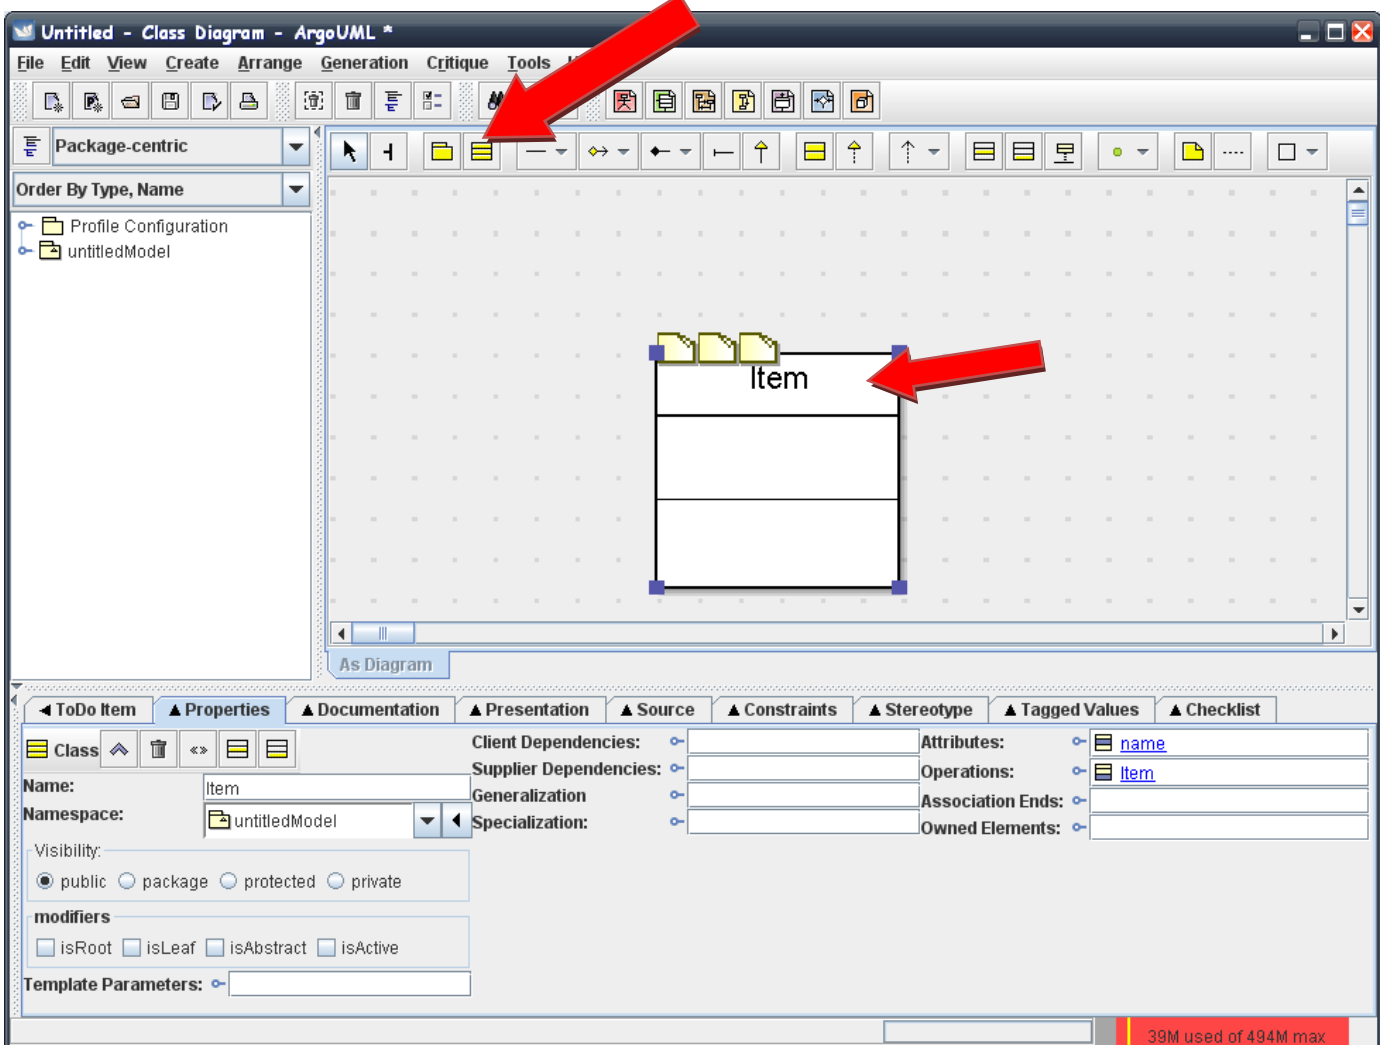 Untitled - Class Diagram - ArgoUML *
File Edit View Create Arrange Generation Critique Tools
Package-centric
Order By Type, Name
Profile Configuration
untitledModel
Item
As Diagram
ToDo Item Properties Documentation Presentation Source Constraints Stereotype Tagged Values Checklist
Class
Name: Item
Namespace: untitledModel
Visibility:
public package protected private
modifiers
isRoot isLeaf isAbstract isActive
Template Parameters:
Client Dependencies:
Supplier Dependencies:
Generalization
Specialization:
Attributes: name
Operations: Item
Association Ends:
Owned Elements:
39M used of 494M max